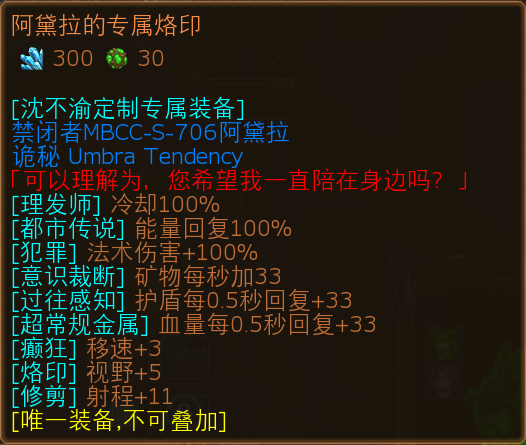 阿黛拉的专属烙印
300 30
[沈不渝定制专属装备]
禁闭者MBCC-S-706阿黛拉
诡秘 Umbra Tendency
「可以理解为，您希望我一直陪在身边吗？」
[理发师] 冷却100%
[都市传说] 能量回复100%
[犯罪] 法术伤害+100%
[意识裁断] 矿物每秒加33
[过往感知] 护盾每0.5秒回复+33
[超常规金属] 血量每0.5秒回复+33
[癫狂] 移速+3
[烙印] 视野+5
[修剪] 射程+11
[唯一装备,不可叠加]